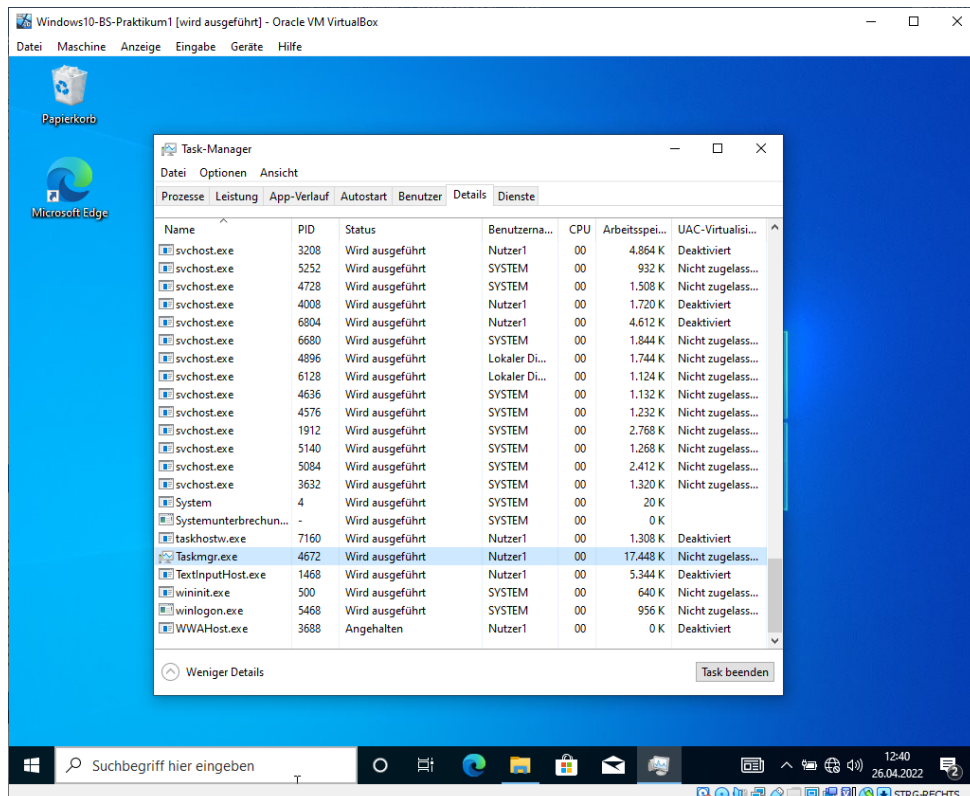 Windows10-BS-Praktikum1 [wird ausgeführt] - Oracle VM VirtualBox
Datei Maschine Anzeige Eingabe Geräte Hilfe
Papierkorb
Microsoft Edge
Task-Manager
Datei Optionen Ansicht
Prozesse Leistung App-Verlauf Autostart Benutzer Details Dienste
Name PID Status Benutzerna... CPU Arbeitsspei... UAC-Virtualisi...
svchost.exe 3208 Wird ausgeführt Nutzer1 00 4.864 K Deaktiviert
svchost.exe 5252 Wird ausgeführt SYSTEM 00 932 K Nicht zugelass...
svchost.exe 4728 Wird ausgeführt SYSTEM 00 1.508 K Nicht zugelass...
svchost.exe 4008 Wird ausgeführt Nutzer1 00 1.720 K Deaktiviert
svchost.exe 6804 Wird ausgeführt Nutzer1 00 4.612 K Deaktiviert
svchost.exe 6680 Wird ausgeführt SYSTEM 00 1.844 K Nicht zugelass...
svchost.exe 4896 Wird ausgeführt Lokaler Di... 00 1.744 K Nicht zugelass...
svchost.exe 6128 Wird ausgeführt Lokaler Di... 00 1.124 K Nicht zugelass...
svchost.exe 4636 Wird ausgeführt SYSTEM 00 1.132 K Nicht zugelass...
svchost.exe 4576 Wird ausgeführt SYSTEM 00 1.232 K Nicht zugelass...
svchost.exe 1912 Wird ausgeführt SYSTEM 00 2.768 K Nicht zugelass...
svchost.exe 5140 Wird ausgeführt SYSTEM 00 1.268 K Nicht zugelass...
svchost.exe 5084 Wird ausgeführt SYSTEM 00 2.412 K Nicht zugelass...
svchost.exe 3632 Wird ausgeführt SYSTEM 00 1.320 K Nicht zugelass...
System 4 Wird ausgeführt SYSTEM 00 20 K
Systemunterbrechun... - Wird ausgeführt SYSTEM 00 0 K
taskhostw.exe 7160 Wird ausgeführt Nutzer1 00 1.308 K Deaktiviert
Taskmgr.exe 4672 Wird ausgeführt Nutzer1 00 17.448 K Nicht zugelass...
TextInputHost.exe 1468 Wird ausgeführt Nutzer1 00 5.344 K Deaktiviert
wininit.exe 500 Wird ausgeführt SYSTEM 00 640 K Nicht zugelass...
winlogon.exe 5468 Wird ausgeführt SYSTEM 00 956 K Nicht zugelass...
WWAHost.exe 3688 Angehalten Nutzer1 00 0 K Deaktiviert
Weniger Details Task beenden
Suchbegriff hier eingeben
12:40
26.04.2022
2
STRG-RECHTS